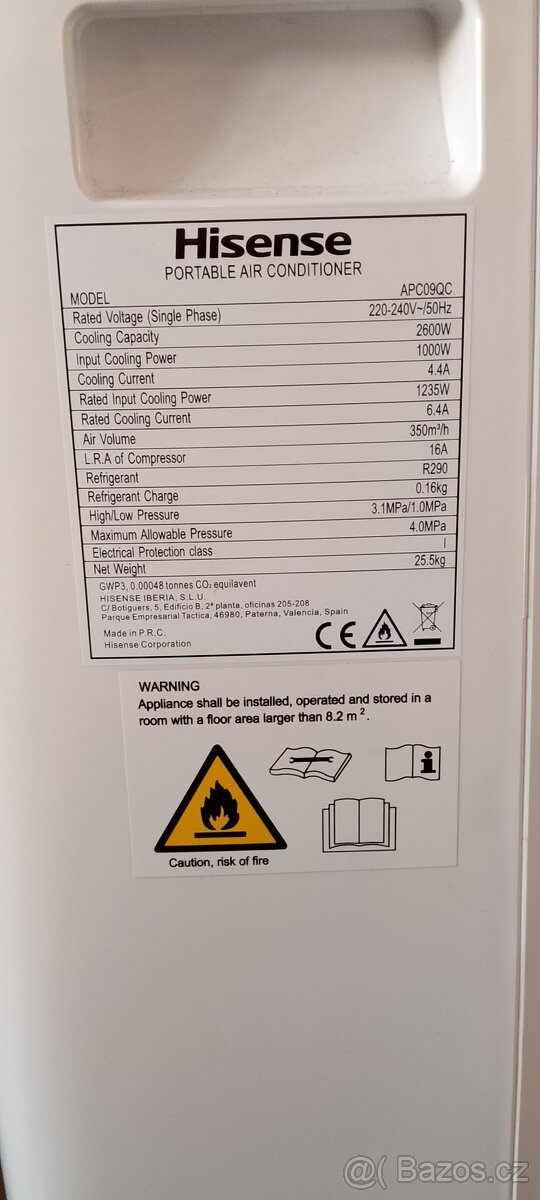 Hisense
PORTABLE AIR CONDITIONER
MODEL APC09QC
Rated Voltage (Single Phase) 220-240V~/50Hz
Cooling Capacity 2600W
Input Cooling Power 1000W
Cooling Current 4.4A
Rated Input Cooling Power 1235W
Rated Cooling Current 6.4A
Air Volume 350m³/h
L.R.A of Compressor 16A
Refrigerant R290
Refrigerant Charge 0.16kg
High/Low Pressure 3.1MPa/1.0MPa
Maximum Allowable Pressure 4.0MPa
Electrical Protection class I
Net Weight 25.5kg
GWP3, 0.00048 tonnes CO₂ equilavent
HISENSE IBERIA, S.L.U.
C/ Botiguers, 5, Edificio B, 2ª planta, oficinas 205-208
Parque Empresarial Tactica, 46980, Paterna, Valencia, Spain
Made in P.R.C.
Hisense Corporation
CE
WARNING
Appliance shall be installed, operated and stored in a
room with a floor area larger than 8.2 m².
Caution, risk of fire
@( Bazos.cz